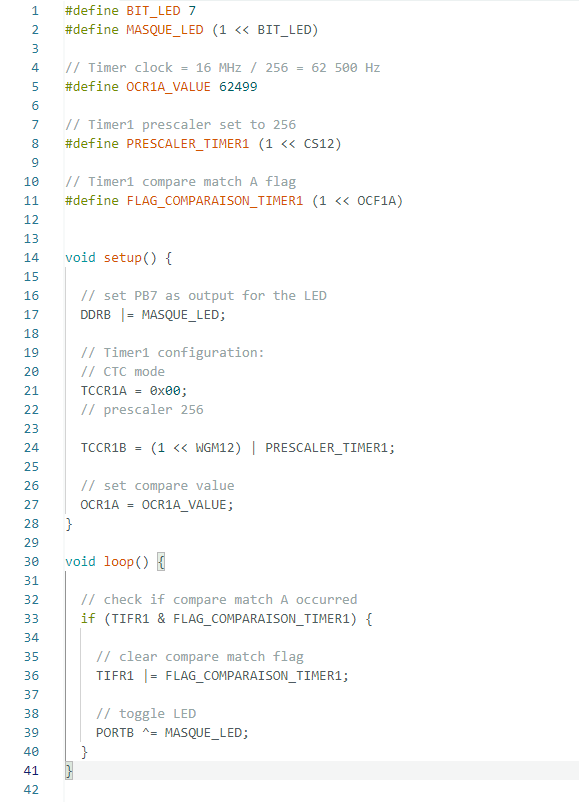 1 #define BIT_LED 7
2 #define MASQUE_LED (1 << BIT_LED)
3
4 // Timer clock = 16 MHz / 256 = 62 500 Hz
5 #define OCR1A_VALUE 62499
6
7 // Timer1 prescaler set to 256
8 #define PRESCALER_TIMER1 (1 << CS12)
9
10 // Timer1 compare match A flag
11 #define FLAG_COMPARAISON_TIMER1 (1 << OCF1A)
12
13
14 void setup() {
15
16   // set PB7 as output for the LED
17   DDRB |= MASQUE_LED;
18
19   // Timer1 configuration:
20   // CTC mode
21   TCCR1A = 0x00;
22   // prescaler 256
23
24   TCCR1B = (1 << WGM12) | PRESCALER_TIMER1;
25
26   // set compare value
27   OCR1A = OCR1A_VALUE;
28 }
29
30 void loop() {
31
32   // check if compare match A occurred
33   if (TIFR1 & FLAG_COMPARAISON_TIMER1) {
34
35     // clear compare match flag
36     TIFR1 |= FLAG_COMPARAISON_TIMER1;
37
38     // toggle LED
39     PORTB ^= MASQUE_LED;
40   }
41 }
42